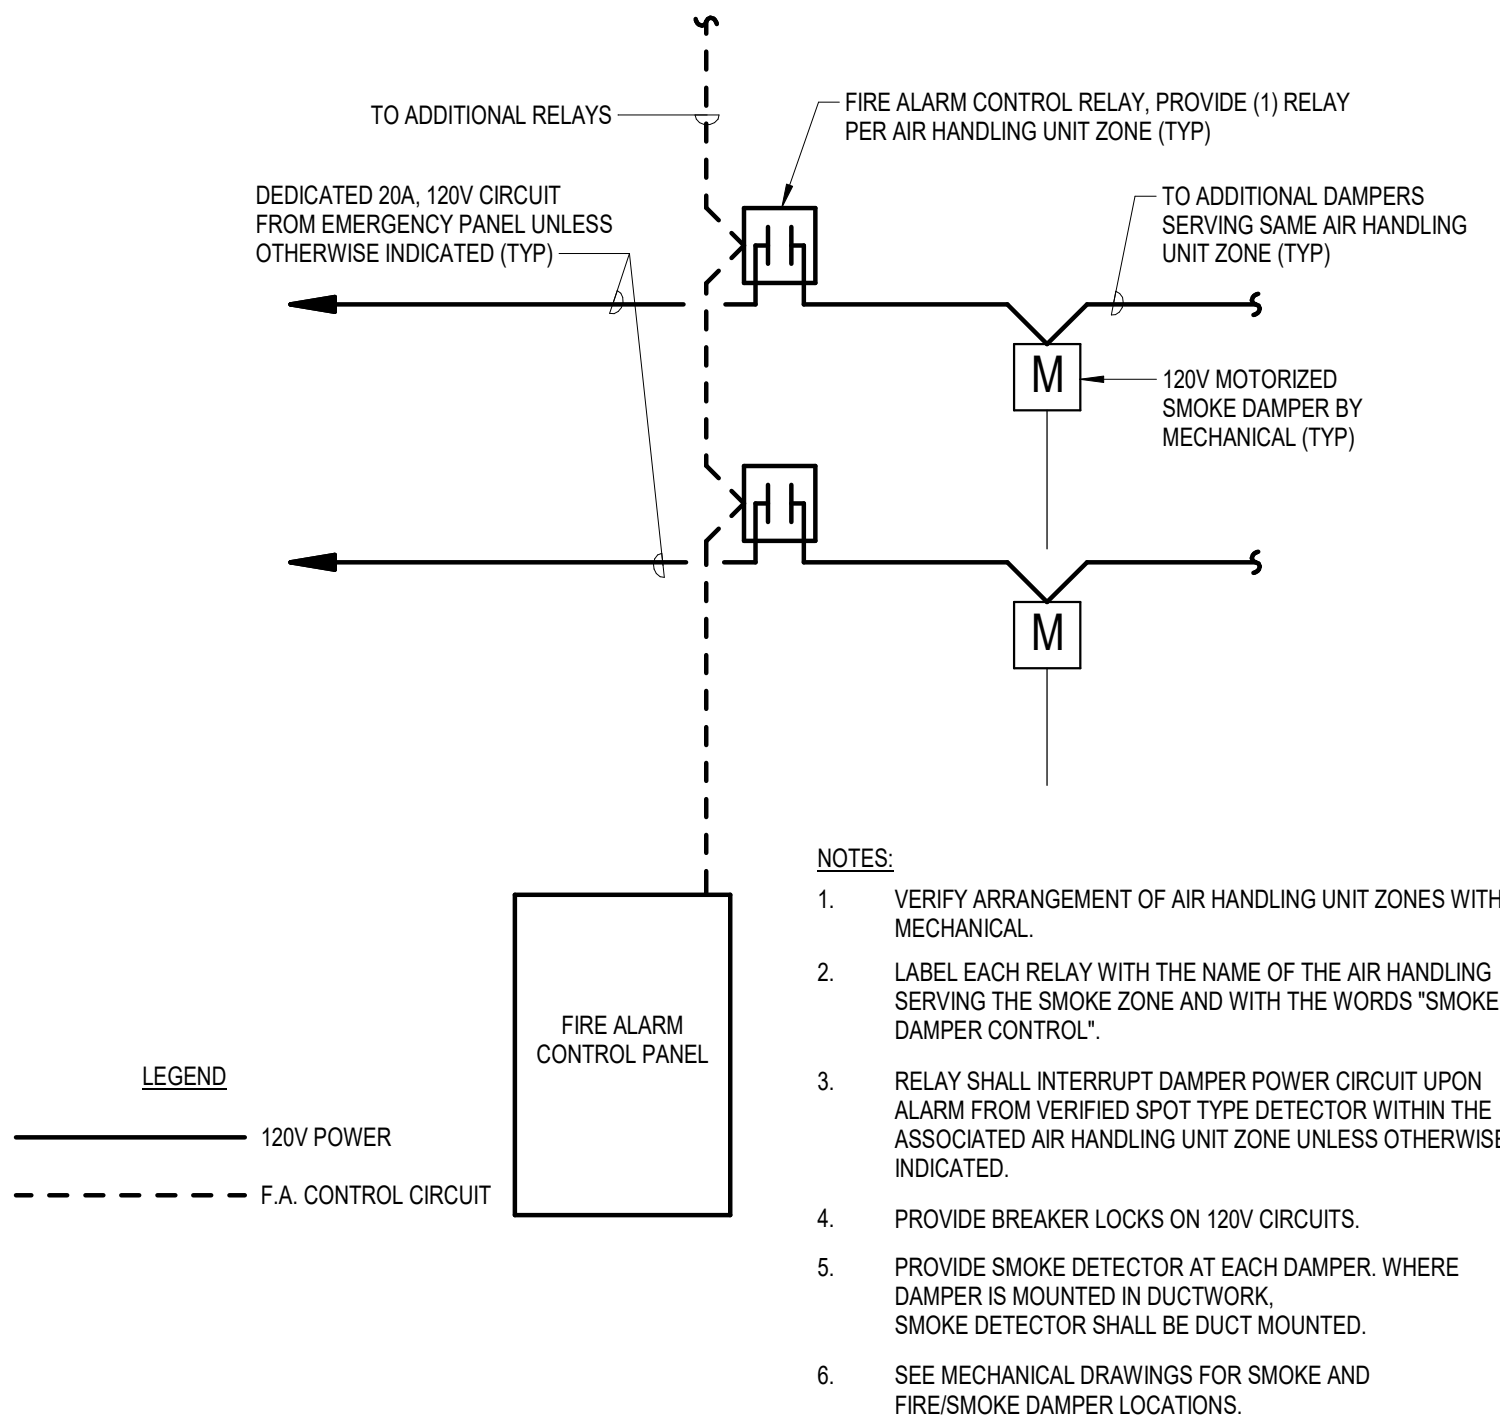 TO ADDITIONAL RELAYS
FIRE ALARM CONTROL RELAY, PROVIDE (1) RELAY
PER AIR HANDLING UNIT ZONE (TYP)
DEDICATED 20A, 120V CIRCUIT
FROM EMERGENCY PANEL UNLESS
OTHERWISE INDICATED (TYP)
TO ADDITIONAL DAMPERS
SERVING SAME AIR HANDLING
UNIT ZONE (TYP)
M
120V MOTORIZED
SMOKE DAMPER BY
MECHANICAL (TYP)
M
FIRE ALARM
CONTROL PANEL
LEGEND
120V POWER
F.A. CONTROL CIRCUIT
NOTES:
1. VERIFY ARRANGEMENT OF AIR HANDLING UNIT ZONES WITH
MECHANICAL.
2. LABEL EACH RELAY WITH THE NAME OF THE AIR HANDLING
SERVING THE SMOKE ZONE AND WITH THE WORDS "SMOKE
DAMPER CONTROL".
3. RELAY SHALL INTERRUPT DAMPER POWER CIRCUIT UPON
ALARM FROM VERIFIED SPOT TYPE DETECTOR WITHIN THE
ASSOCIATED AIR HANDLING UNIT ZONE UNLESS OTHERWISE
INDICATED.
4. PROVIDE BREAKER LOCKS ON 120V CIRCUITS.
5. PROVIDE SMOKE DETECTOR AT EACH DAMPER. WHERE
DAMPER IS MOUNTED IN DUCTWORK,
SMOKE DETECTOR SHALL BE DUCT MOUNTED.
6. SEE MECHANICAL DRAWINGS FOR SMOKE AND
FIRE/SMOKE DAMPER LOCATIONS.